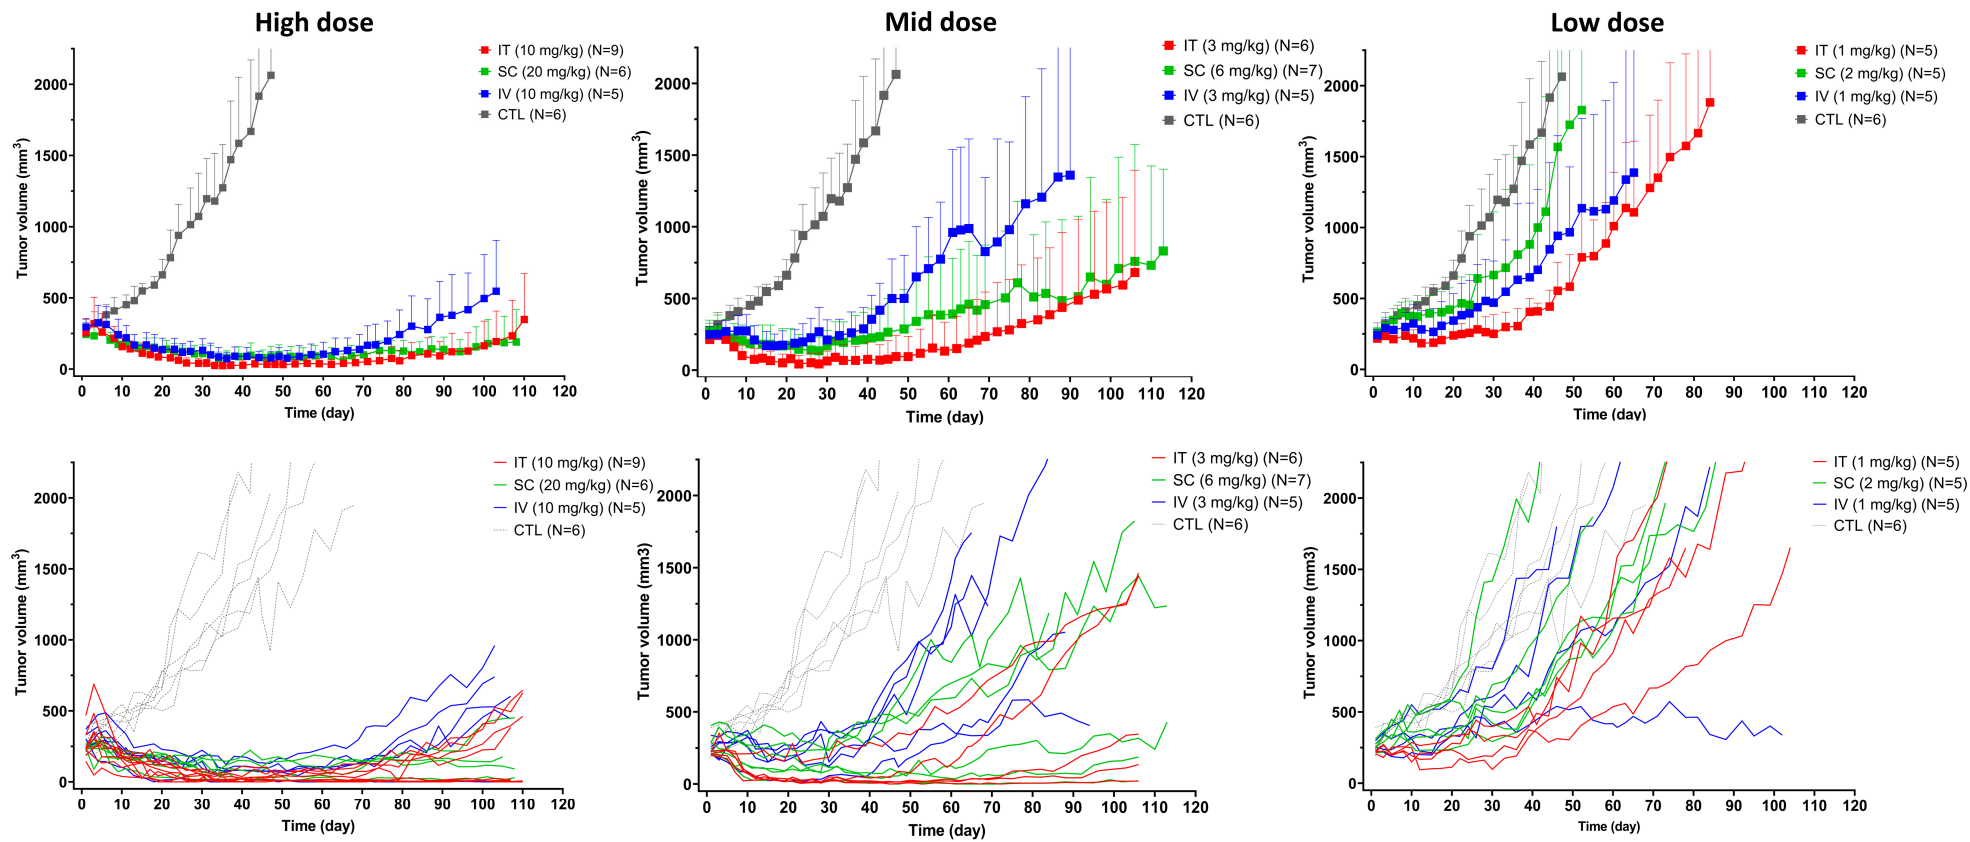 High dose
Mid dose
Low dose
Tumor volume (mm3)
2000
1500
1000
500
0
0 10 20 30 40 50 60 70 80 90 100 110 120
Time (day)
IT (10 mg/kg) (N=9)
SC (20 mg/kg) (N=6)
IV (10 mg/kg) (N=5)
CTL (N=6)
Tumor volume (mm3)
2000
1500
1000
500
0
0 10 20 30 40 50 60 70 80 90 100 110 120
Time (day)
IT (3 mg/kg) (N=6)
SC (6 mg/kg) (N=7)
IV (3 mg/kg) (N=5)
CTL (N=6)
Tumor volume (mm3)
2000
1500
1000
500
0
0 10 20 30 40 50 60 70 80 90 100 110 120
Time (day)
IT (1 mg/kg) (N=5)
SC (2 mg/kg) (N=5)
IV (1 mg/kg) (N=5)
CTL (N=6)
Tumor volume (mm3)
2000
1500
1000
500
0
0 10 20 30 40 50 60 70 80 90 100 110 120
Time (day)
IT (10 mg/kg) (N=9)
SC (20 mg/kg) (N=6)
IV (10 mg/kg) (N=5)
CTL (N=6)
Tumor volume (mm3)
2000
1500
1000
500
0
0 10 20 30 40 50 60 70 80 90 100 110 120
Time (day)
IT (3 mg/kg) (N=6)
SC (6 mg/kg) (N=7)
IV (3 mg/kg) (N=5)
CTL (N=6)
Tumor volume (mm3)
2000
1500
1000
500
0
0 10 20 30 40 50 60 70 80 90 100 110 120
Time (day)
IT (1 mg/kg) (N=5)
SC (2 mg/kg) (N=5)
IV (1 mg/kg) (N=5)
CTL (N=6)